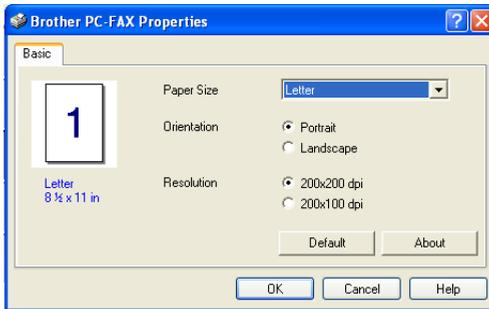 Brother PC-FAX Properties
Basic
1
Letter
8 ½ x 11 in
Paper Size
Letter
Orientation
Portrait
Landscape
Resolution
200x200 dpi
200x100 dpi
Default
About
OK
Cancel
Help